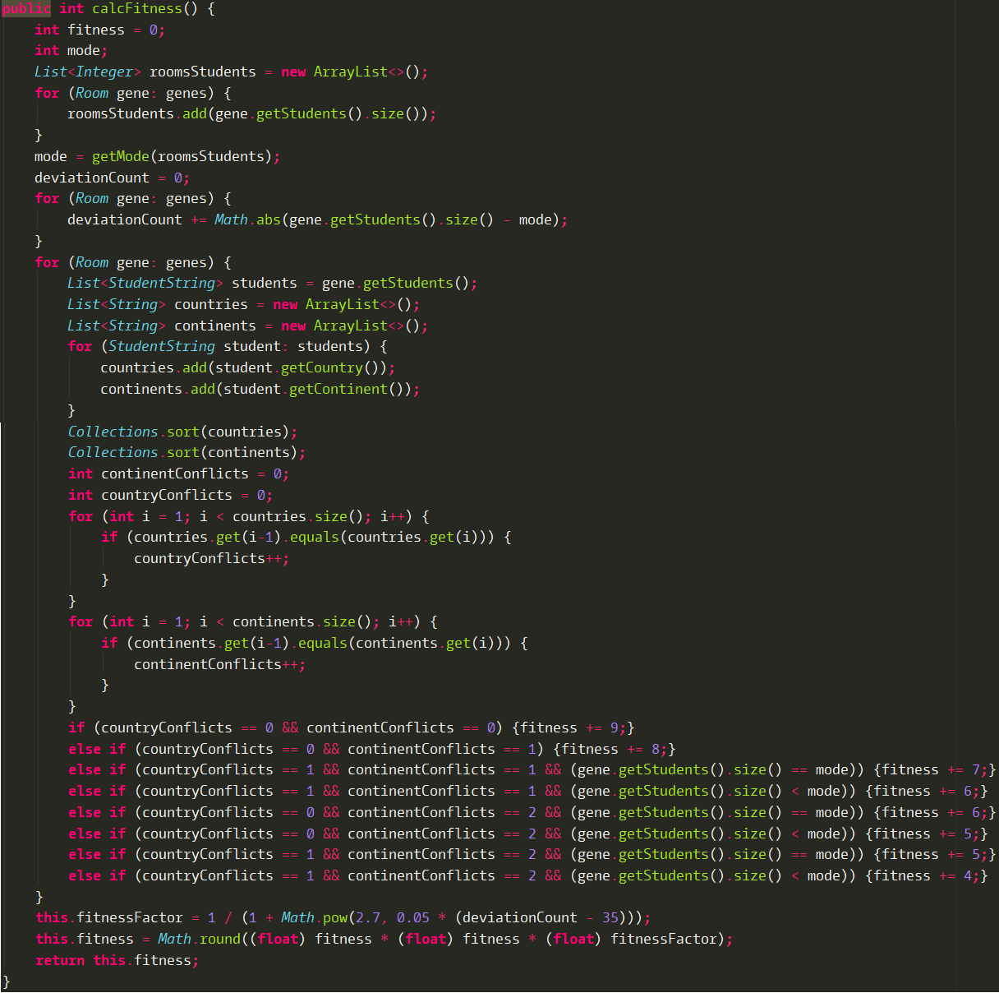 public int calcFitness() {
    int fitness = 0;
    int mode;
    List<Integer> roomsStudents = new ArrayList<>();
    for (Room gene: genes) {
        roomsStudents.add(gene.getStudents().size());
    }
    mode = getMode(roomsStudents);
    deviationCount = 0;
    for (Room gene: genes) {
        deviationCount += Math.abs(gene.getStudents().size() - mode);
    }
    for (Room gene: genes) {
        List<StudentString> students = gene.getStudents();
        List<String> countries = new ArrayList<>();
        List<String> continents = new ArrayList<>();
        for (StudentString student: students) {
            countries.add(student.getCountry());
            continents.add(student.getContinent());
        }
        Collections.sort(countries);
        Collections.sort(continents);
        int continentConflicts = 0;
        int countryConflicts = 0;
        for (int i = 1; i < countries.size(); i++) {
            if (countries.get(i-1).equals(countries.get(i))) {
                countryConflicts++;
            }
        }
        for (int i = 1; i < continents.size(); i++) {
            if (continents.get(i-1).equals(continents.get(i))) {
                continentConflicts++;
            }
        }
        if (countryConflicts == 0 && continentConflicts == 0) {fitness += 9;}
        else if (countryConflicts == 0 && continentConflicts == 1) {fitness += 8;}
        else if (countryConflicts == 1 && continentConflicts == 1 && (gene.getStudents().size() == mode)) {fitness += 7;}
        else if (countryConflicts == 1 && continentConflicts == 1 && (gene.getStudents().size() < mode)) {fitness += 6;}
        else if (countryConflicts == 0 && continentConflicts == 2 && (gene.getStudents().size() == mode)) {fitness += 6;}
        else if (countryConflicts == 0 && continentConflicts == 2 && (gene.getStudents().size() < mode)) {fitness += 5;}
        else if (countryConflicts == 1 && continentConflicts == 2 && (gene.getStudents().size() == mode)) {fitness += 5;}
        else if (countryConflicts == 1 && continentConflicts == 2 && (gene.getStudents().size() < mode)) {fitness += 4;}
    }
    this.fitnessFactor = 1 / (1 + Math.pow(2.7, 0.05 * (deviationCount - 35)));
    this.fitness = Math.round((float) fitness * (float) fitness * (float) fitnessFactor);
    return this.fitness;
}